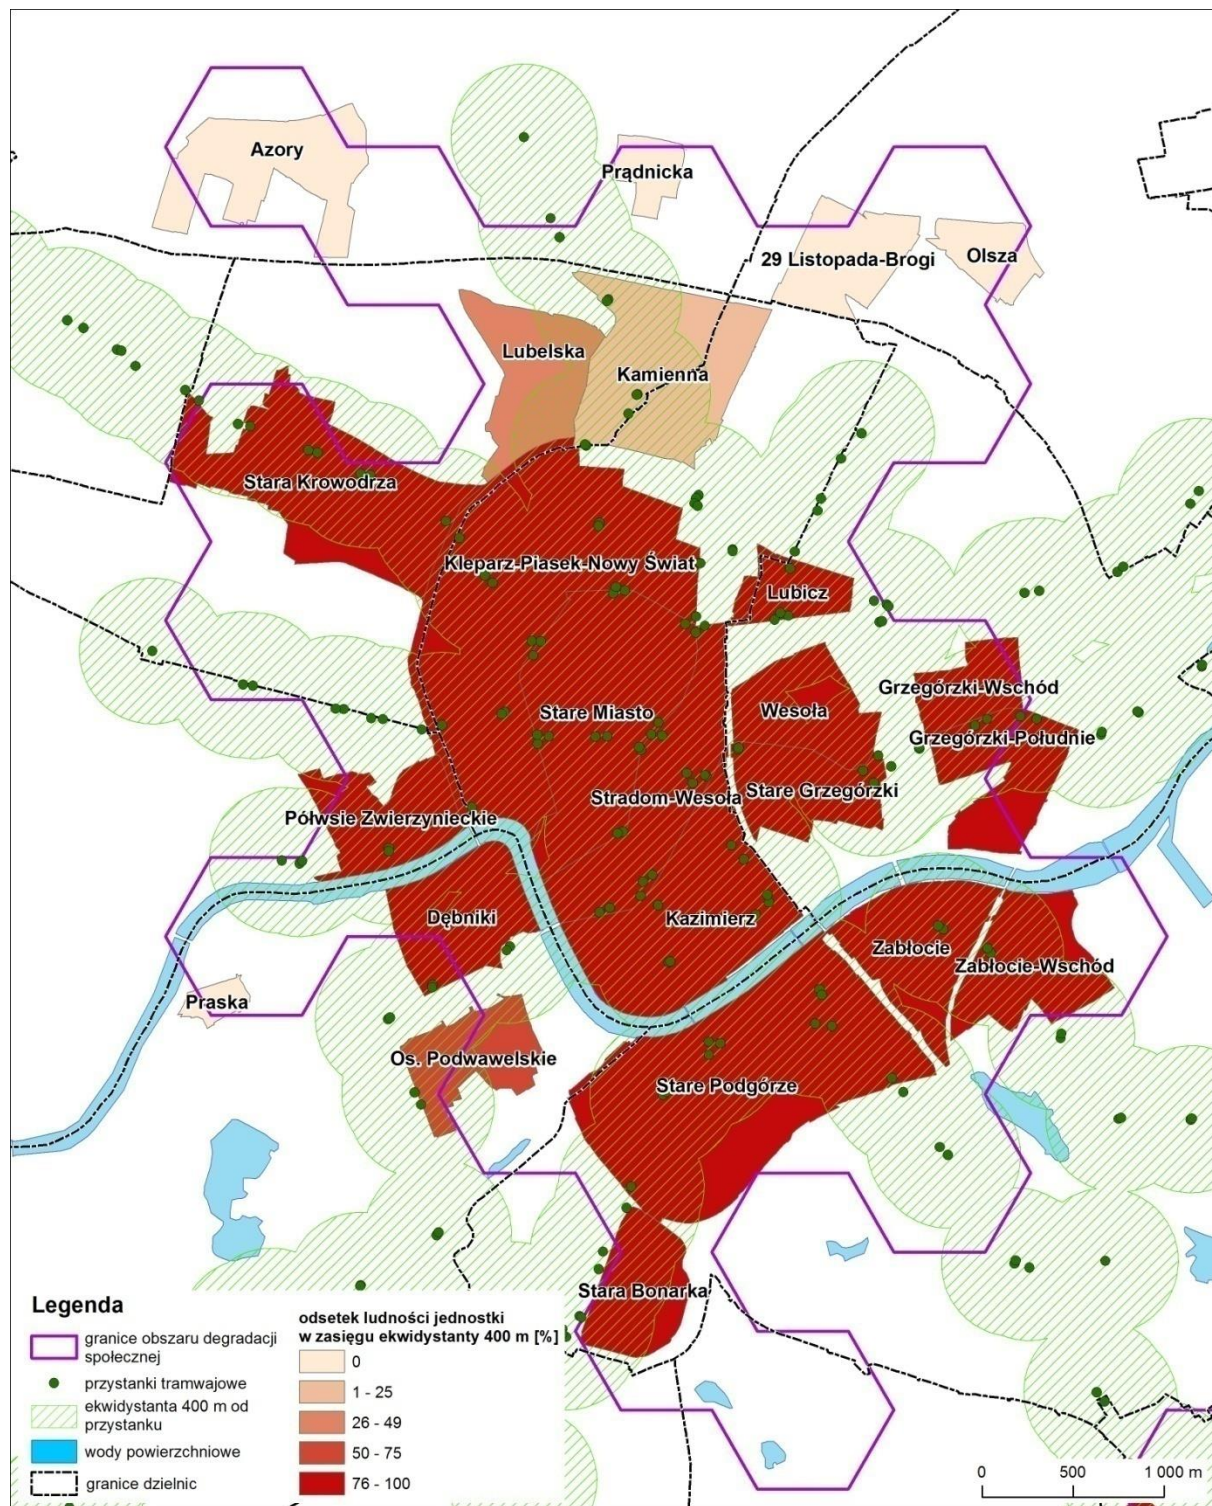 Azory
Prądnicka
29 Listopada-Brogi
Olsza
Lubelska
Kamienna
Stara Krowodrza
Kleparz-Piasek-Nowy Świat
Lubicz
Grzegórzki-Wschód
Wesoła
Stare Miasto
Grzegórzki-Południe
Stradom-Wesoła
Stare Grzegórzki
Półwsie Zwierzynieckie
Dębniki
Kazimierz
Zabłocie
Zabłocie-Wschód
Praska
Os. Podwawelskie
Stare Podgórze
Stara Bonarka
Legenda
granice obszaru degradacji
społecznej
przystanki tramwajowe
ekwidystanta 400 m od
przystanku
wody powierzchniowe
granice dzielnic
odsetek ludności jednostki
w zasięgu ekwidystanty 400 m [%]
0
1 - 25
26 - 49
50 - 75
76 - 100
0 500 1 000 m